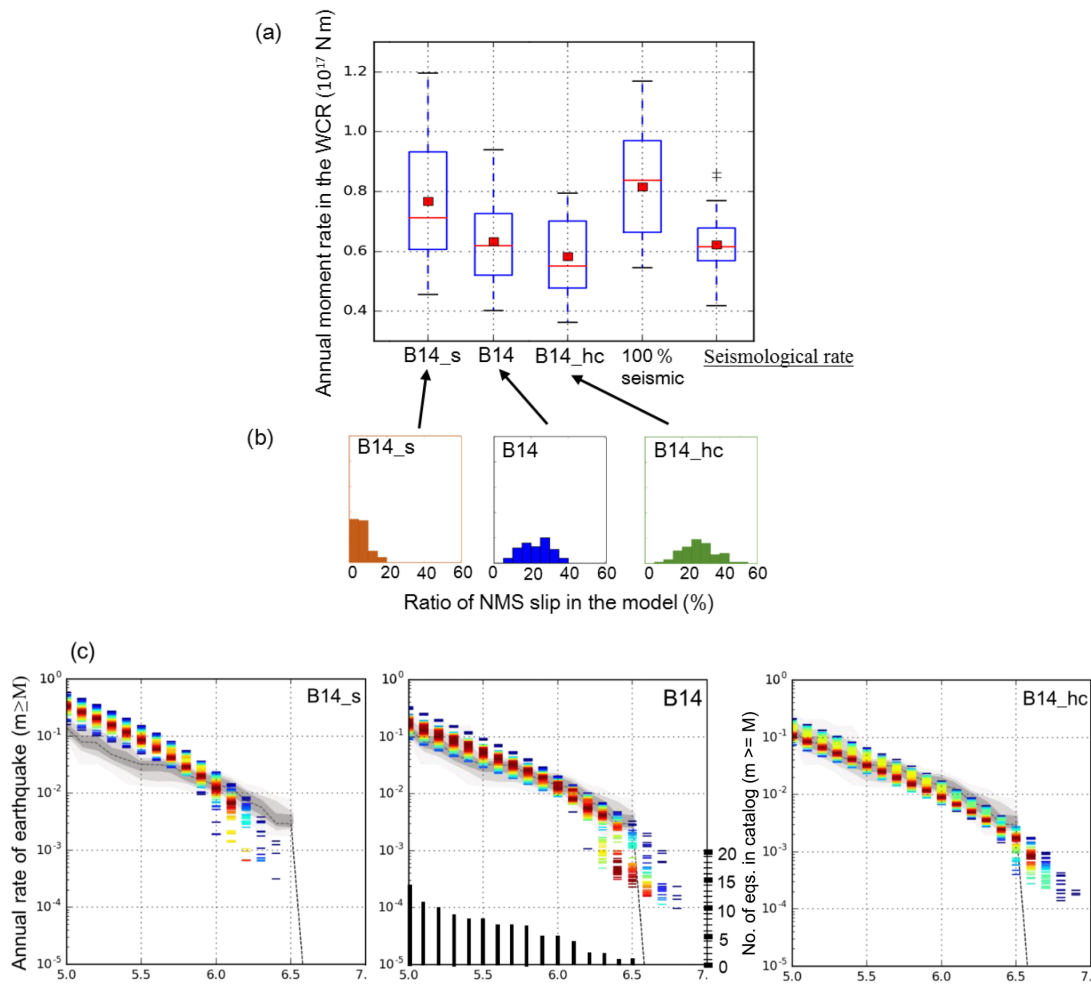 (a)
Annual moment rate in the WCR (10¹⁷ N m)
1.2
1.0
0.8
0.6
0.4
B14_s
B14
B14_hc
100 %
seismic
Seismological rate
(b)
B14_s
B14
B14_hc
0 20 40 60
0 20 40 60
0 20 40 60
Ratio of NMS slip in the model (%)
(c)
Annual rate of earthquake (m≥M)
10⁰
10⁻¹
10⁻²
10⁻³
10⁻⁴
10⁻⁵
B14_s
5.0 5.5 6.0 6.5 7.
10⁰
10⁻¹
10⁻²
10⁻³
10⁻⁴
10⁻⁵
B14
5.0 5.5 6.0 6.5 7.
20
15
10
5
0
No. of eqs. in catalog (m >= M)
10⁰
10⁻¹
10⁻²
10⁻³
10⁻⁴
10⁻⁵
B14_hc
5.0 5.5 6.0 6.5 7.